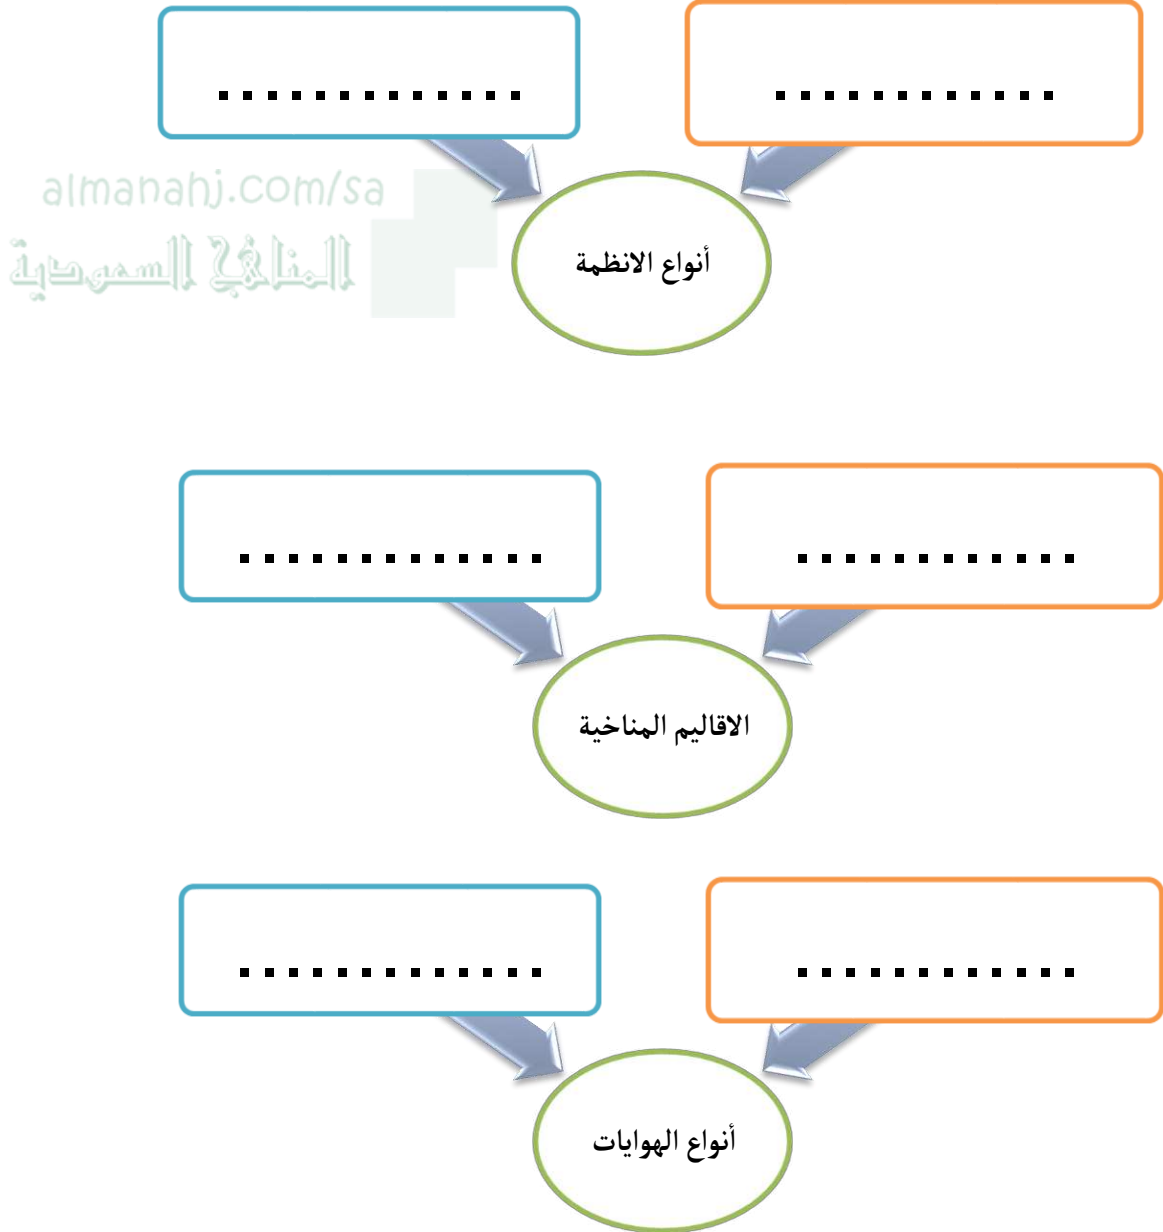 .............
............
almanahj.com/sa
المناهج السعودية
أنواع الانظمة
.............
............
الاقاليم المناخية
.............
............
أنواع الهوايات